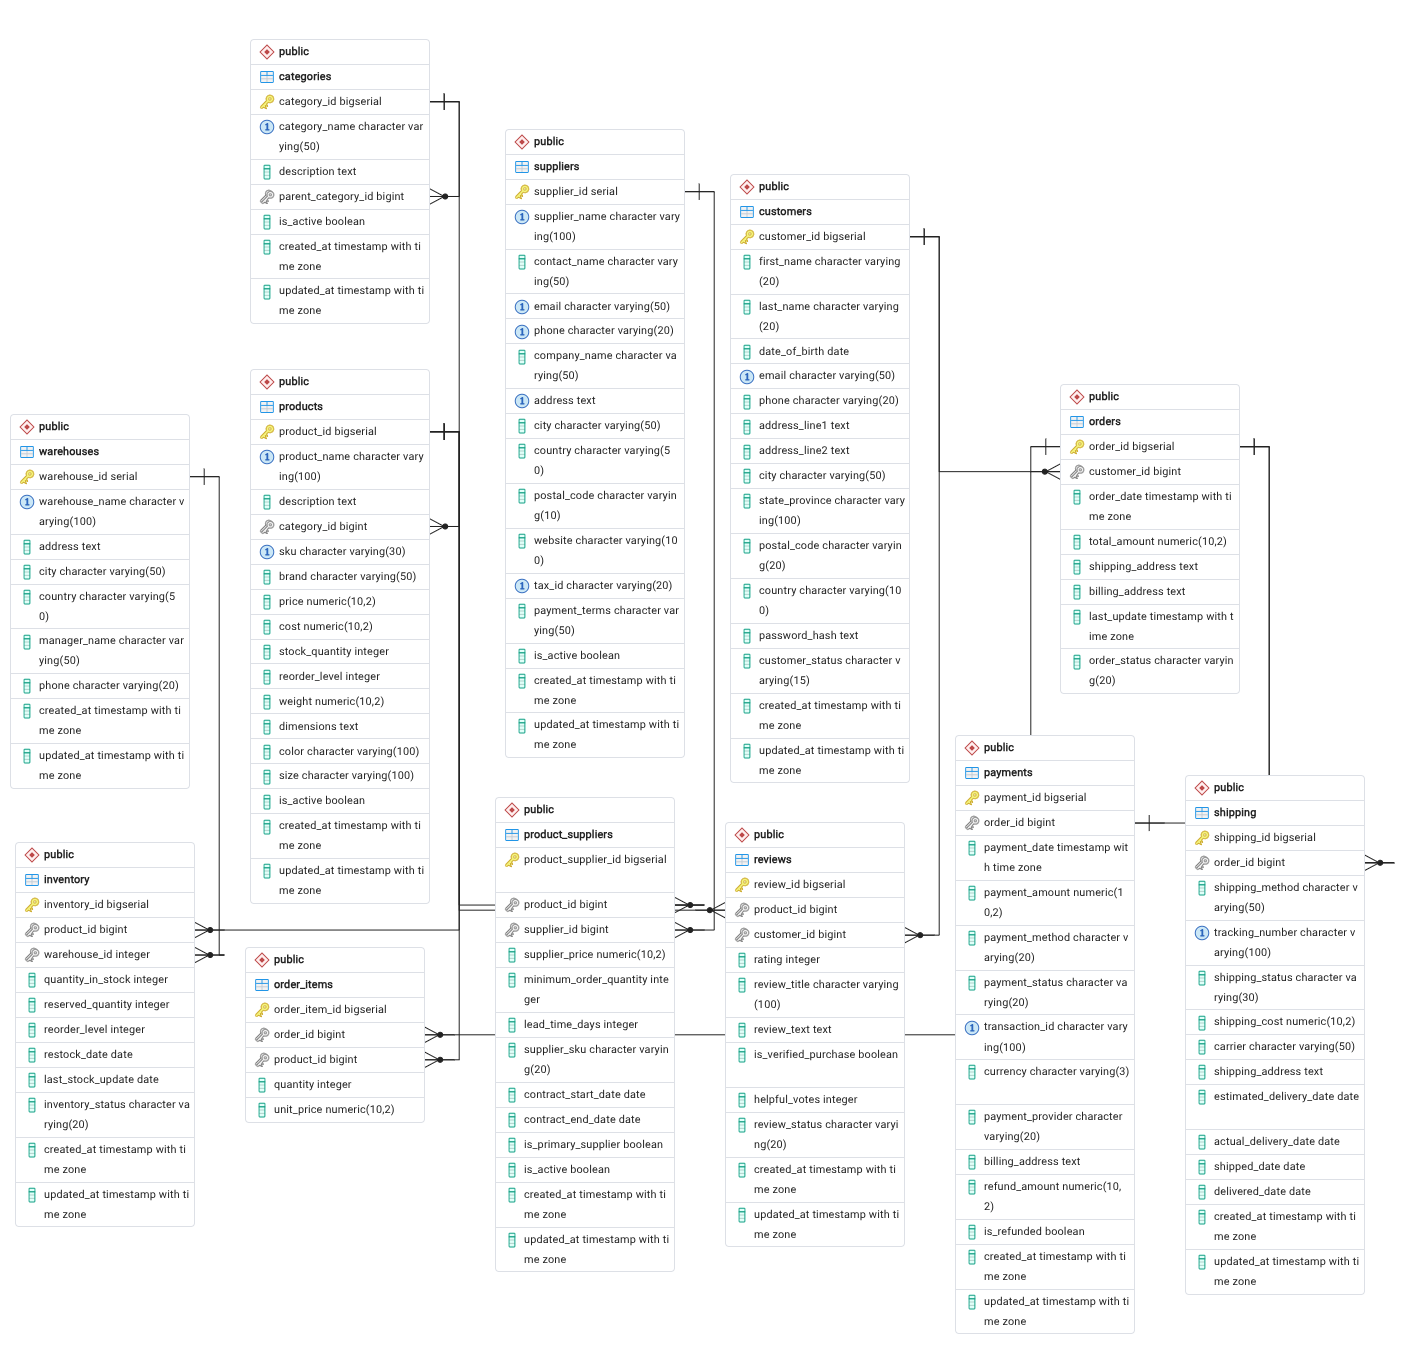 public
categories
category_id bigserial
category_name character var
ying(50)
description text
parent_category_id bigint
is_active boolean
created_at timestamp with ti
me zone
updated_at timestamp with ti
me zone
public
suppliers
supplier_id serial
supplier_name character vary
ing(100)
contact_name character vary
ing(50)
email character varying(50)
phone character varying(20)
company_name character va
rying(50)
address text
city character varying(50)
country character varying(5
0)
postal_code character varyin
g(10)
website character varying(10
0)
tax_id character varying(20)
payment_terms character var
ying(50)
is_active boolean
created_at timestamp with ti
me zone
updated_at timestamp with ti
me zone
public
customers
customer_id bigserial
first_name character varying
(20)
last_name character varying
(20)
date_of_birth date
email character varying(50)
phone character varying(20)
address_line1 text
address_line2 text
city character varying(50)
state_province character vary
ing(100)
postal_code character varyin
g(20)
country character varying(10
0)
password_hash text
customer_status character v
arying(15)
created_at timestamp with ti
me zone
updated_at timestamp with ti
me zone
public
products
product_id bigserial
product_name character vary
ing(100)
description text
category_id bigint
sku character varying(30)
brand character varying(50)
price numeric(10,2)
cost numeric(10,2)
stock_quantity integer
reorder_level integer
weight numeric(10,2)
dimensions text
color character varying(100)
size character varying(100)
is_active boolean
created_at timestamp with ti
me zone
updated_at timestamp with ti
me zone
public
warehouses
warehouse_id serial
warehouse_name character v
arying(100)
address text
city character varying(50)
country character varying(5
0)
manager_name character var
ying(50)
phone character varying(20)
created_at timestamp with ti
me zone
updated_at timestamp with ti
me zone
public
orders
order_id bigserial
customer_id bigint
order_date timestamp with ti
me zone
total_amount numeric(10,2)
shipping_address text
billing_address text
last_update timestamp with t
ime zone
order_status character varyin
g(20)
public
inventory
inventory_id bigserial
product_id bigint
warehouse_id integer
quantity_in_stock integer
reserved_quantity integer
reorder_level integer
restock_date date
last_stock_update date
inventory_status character va
rying(20)
created_at timestamp with ti
me zone
updated_at timestamp with ti
me zone
public
order_items
order_item_id bigserial
order_id bigint
product_id bigint
quantity integer
unit_price numeric(10,2)
public
product_suppliers
product_supplier_id bigserial
product_id bigint
supplier_id bigint
supplier_price numeric(10,2)
minimum_order_quantity inte
ger
lead_time_days integer
supplier_sku character varyin
g(20)
contract_start_date date
contract_end_date date
is_primary_supplier boolean
is_active boolean
created_at timestamp with ti
me zone
updated_at timestamp with ti
me zone
public
reviews
review_id bigserial
product_id bigint
customer_id bigint
rating integer
review_title character varying
(100)
review_text text
is_verified_purchase boolean
helpful_votes integer
review_status character varyi
ng(20)
created_at timestamp with ti
me zone
updated_at timestamp with ti
me zone
public
payments
payment_id bigserial
order_id bigint
payment_date timestamp wit
h time zone
payment_amount numeric(1
0,2)
payment_method character v
arying(20)
payment_status character va
rying(20)
transaction_id character vary
ing(100)
currency character varying(3)
payment_provider character
varying(20)
billing_address text
refund_amount numeric(10,
2)
is_refunded boolean
created_at timestamp with ti
me zone
updated_at timestamp with ti
me zone
public
shipping
shipping_id bigserial
order_id bigint
shipping_method character v
arying(50)
tracking_number character v
arying(100)
shipping_status character va
rying(30)
shipping_cost numeric(10,2)
carrier character varying(50)
shipping_address text
estimated_delivery_date date
actual_delivery_date date
shipped_date date
delivered_date date
created_at timestamp with ti
me zone
updated_at timestamp with ti
me zone